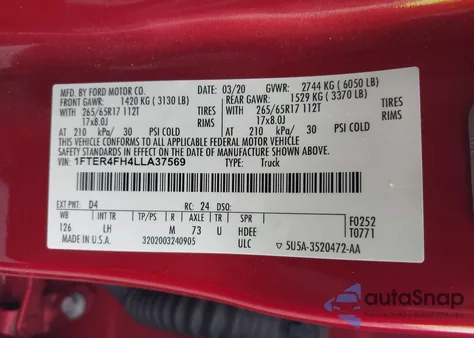 MFD. BY FORD MOTOR CO.
03/20 GVWR: 2744 KG ( 6050 LB)
FRONT GAWR: 1420 KG ( 3130 LB) REAR GAWR: 1529 KG ( 3370 LB)
WITH TIRES WITH TIRES
265/65R17 112T RIMS 265/65R17 112T RIMS
17x8.0J 17x8.0J
AT 210 kPa/ 30 PSI COLD AT 210 kPa/ 30 PSI COLD
THIS VEHICLE CONFORMS TO ALL APPLICABLE FEDERAL MOTOR VEHICLE
SAFETY STANDARDS IN EFFECT ON THE DATE OF MANUFACTURE SHOWN ABOVE.
VIN: 1FTER4FH4LLA37569
TYPE: Truck
EXT PNT: D4 RC: 24 DSO:
WB INT TR TP/PS R AXLE TR SPR F0252
126 LH M 73 U HDEE T0771
MADE IN U.S.A. 3202003240905 ULC ▽ 5U5A-3520472-AA
autoSnap